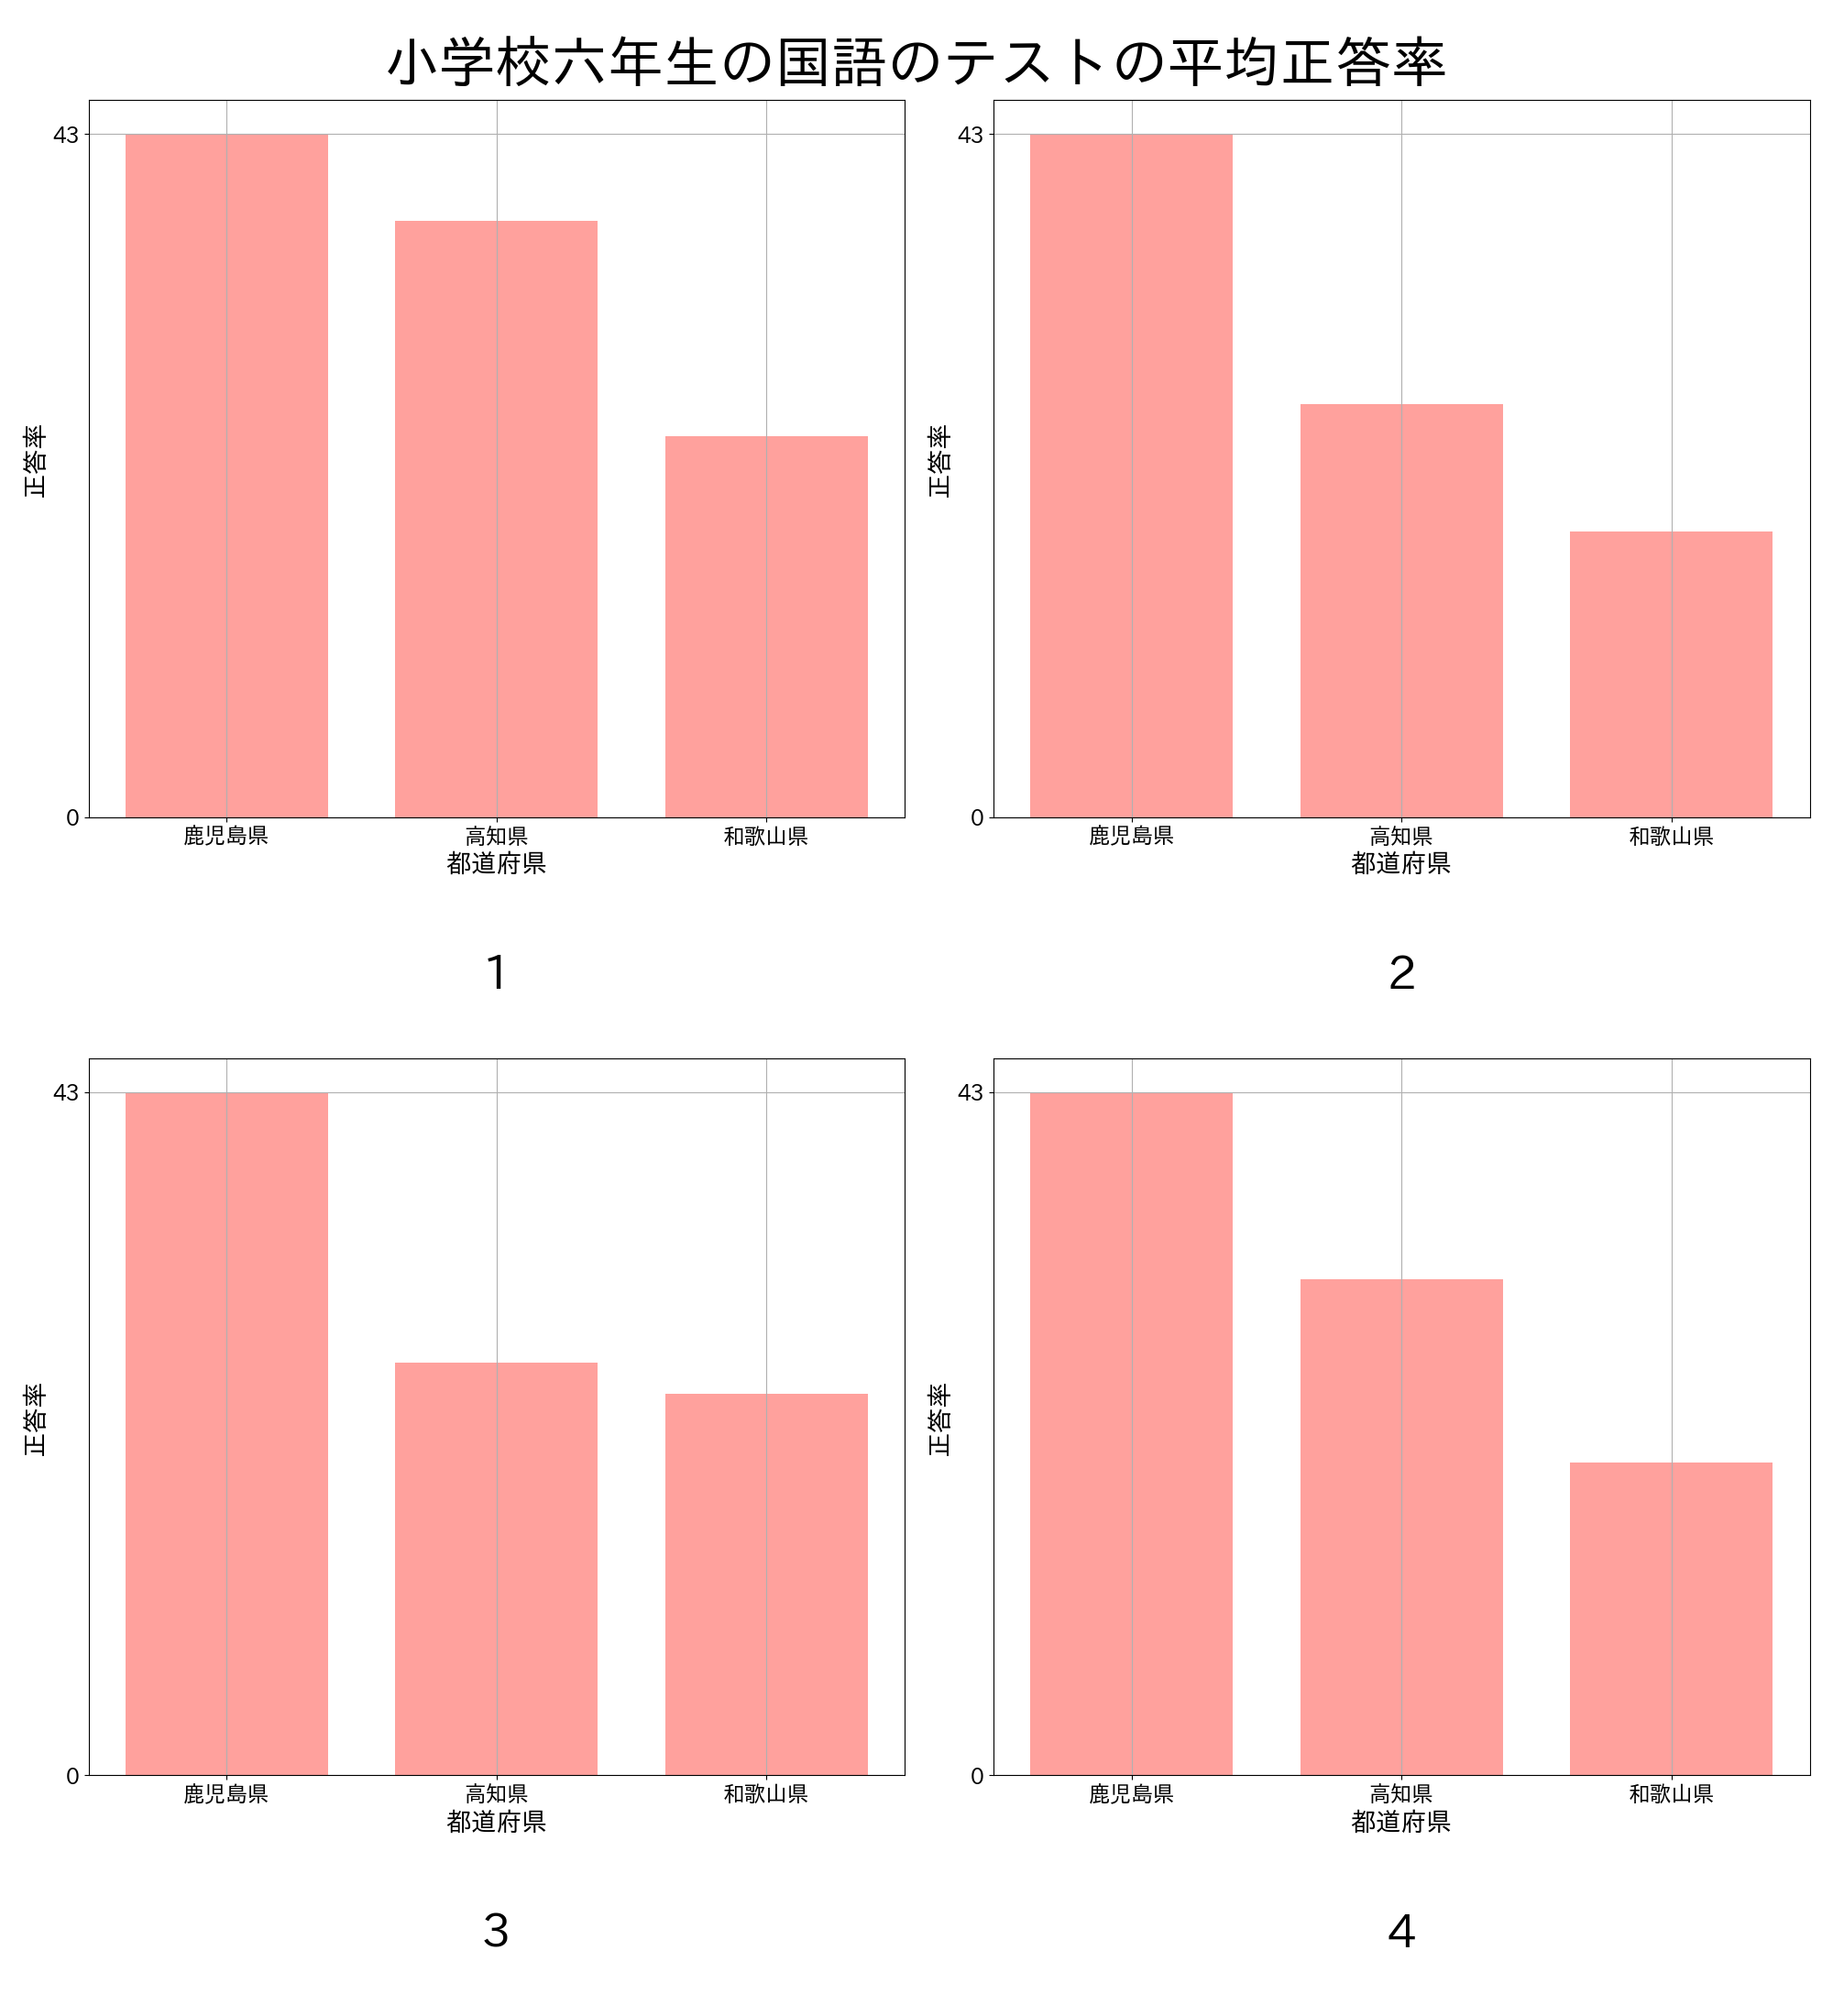 小学校六年生の国語のテストの平均正答率
43
0
正答率
鹿児島県 高知県 和歌山県
都道府県
1
43
0
正答率
鹿児島県 高知県 和歌山県
都道府県
2
43
0
正答率
鹿児島県 高知県 和歌山県
都道府県
3
43
0
正答率
鹿児島県 高知県 和歌山県
都道府県
4